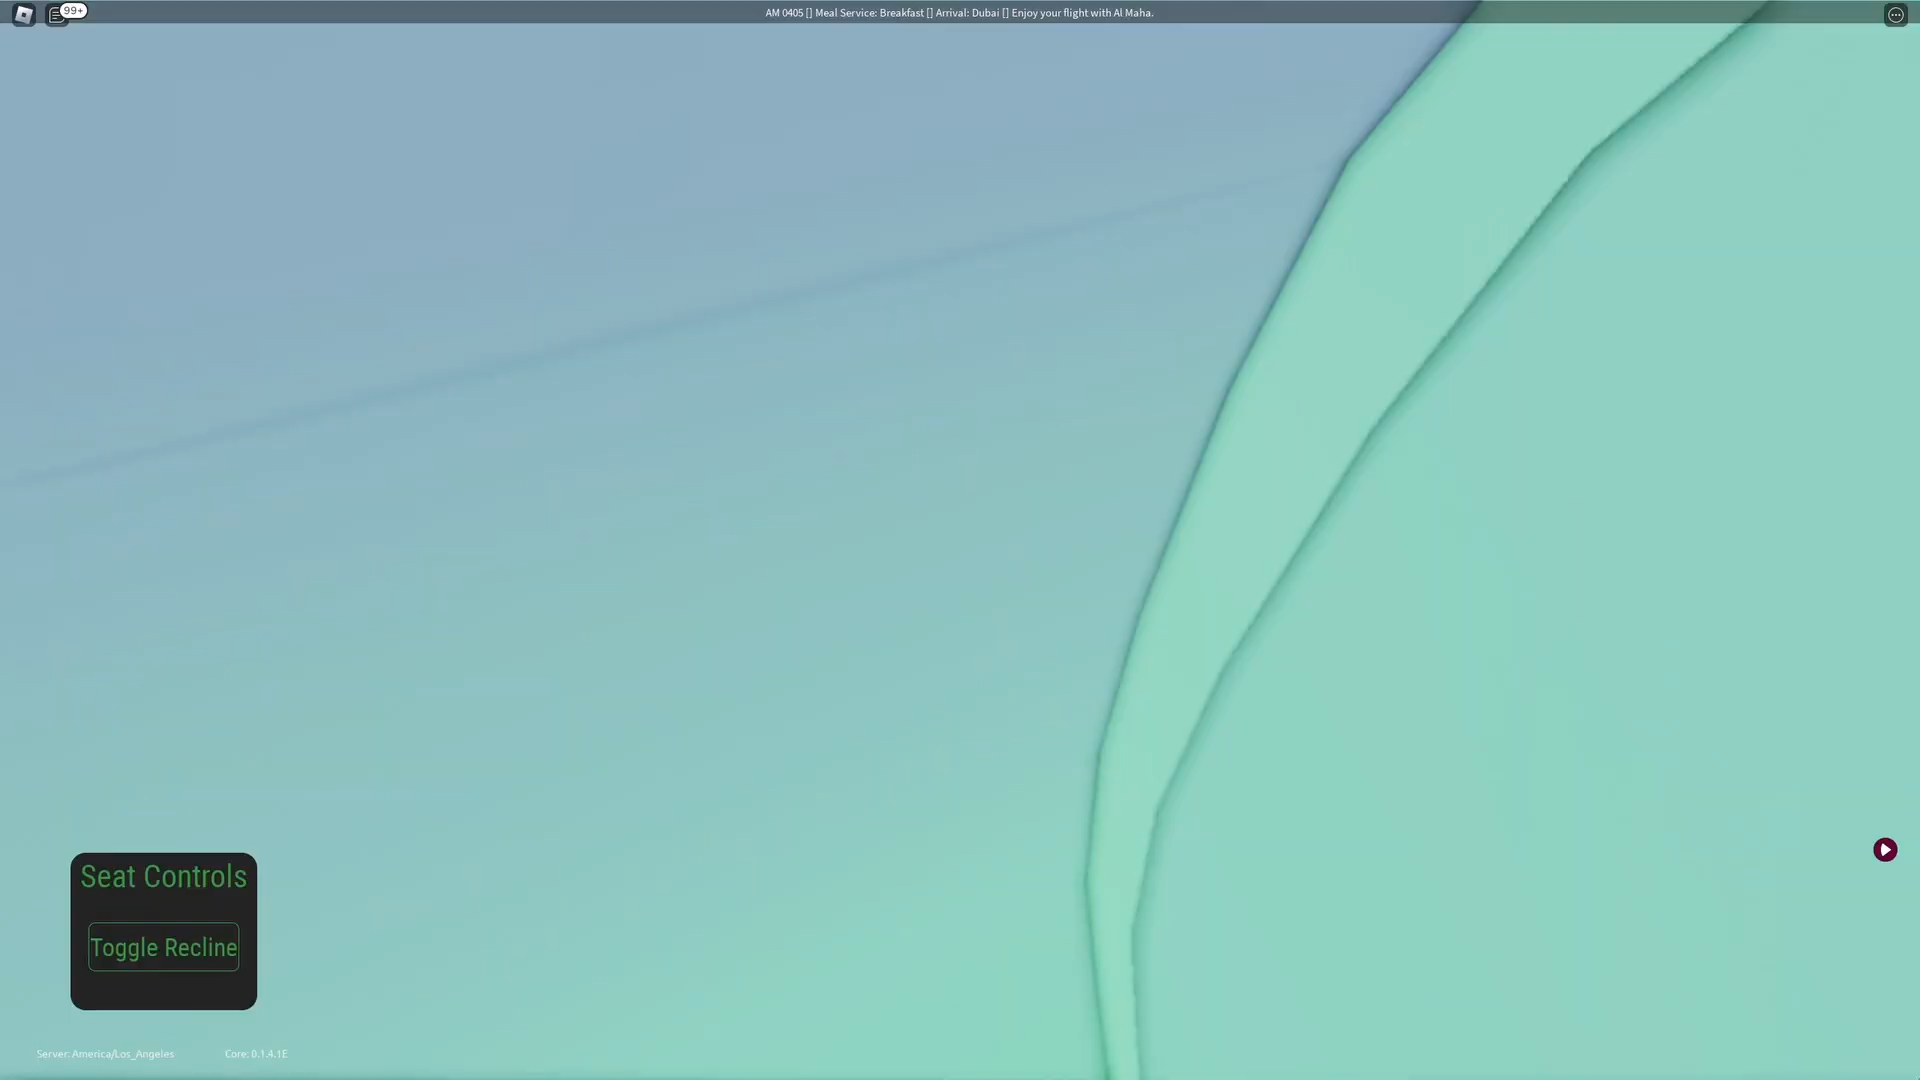 99+
AM 0405 [] Meal Service: Breakfast [] Arrival: Dubai [] Enjoy your flight with Al Maha.
Seat Controls
Toggle Recline
Server: America/Los_Angeles
Core: 0.1.4.1E